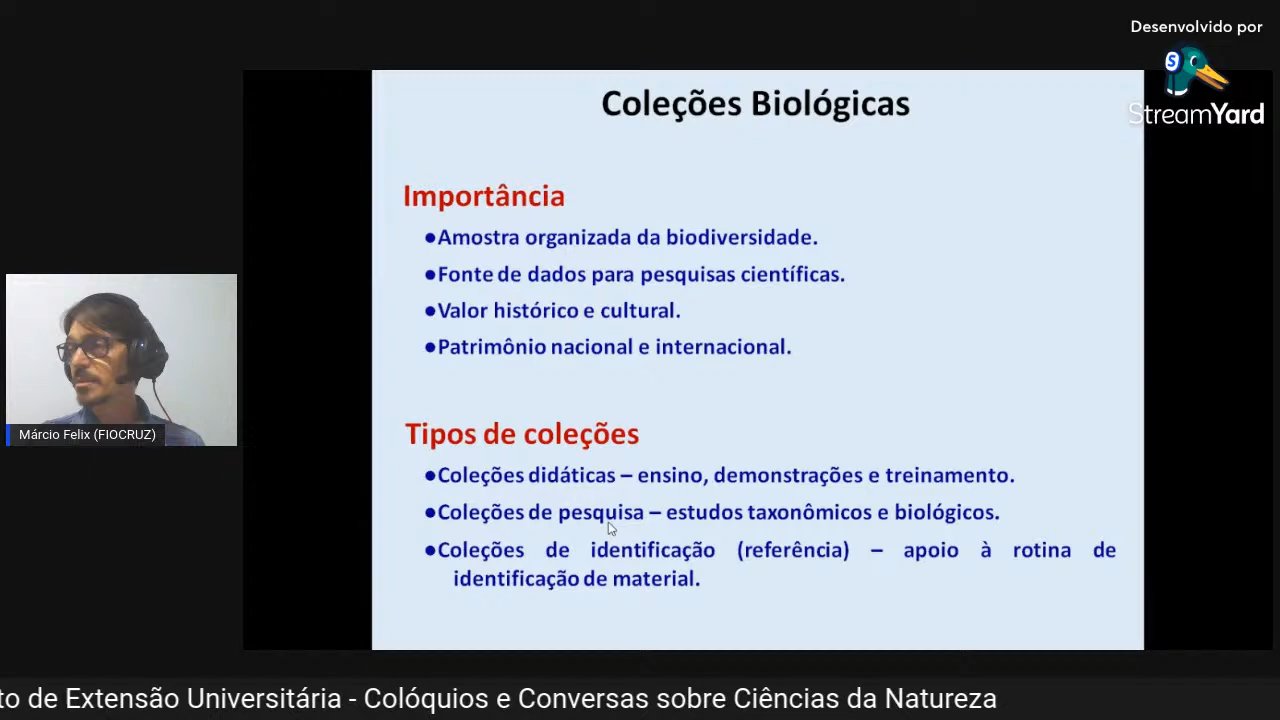 Desenvolvido por
StreamYard
Coleções Biológicas
Importância
●Amostra organizada da biodiversidade.
●Fonte de dados para pesquisas científicas.
●Valor histórico e cultural.
●Patrimônio nacional e internacional.
Tipos de coleções
●Coleções didáticas – ensino, demonstrações e treinamento.
●Coleções de pesquisa – estudos taxonômicos e biológicos.
●Coleções de identificação (referência) – apoio à rotina de
identificação de material.
Márcio Felix (FIOCRUZ)
to de Extensão Universitária - Colóquios e Conversas sobre Ciências da Natureza